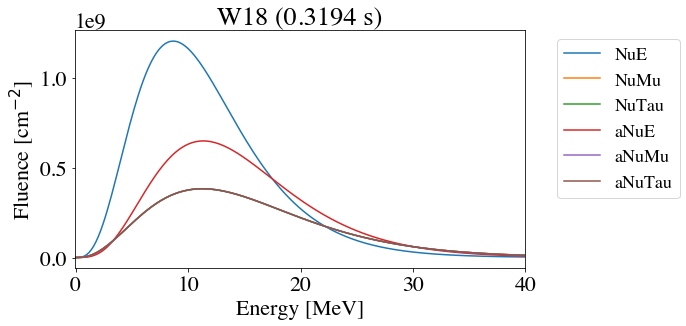 W18 (0.3194 s)
1e9
1.0
0.5
0.0
Fluence [cm⁻²]
0
10
20
30
40
Energy [MeV]
NuE
NuMu
NuTau
aNuE
aNuMu
aNuTau